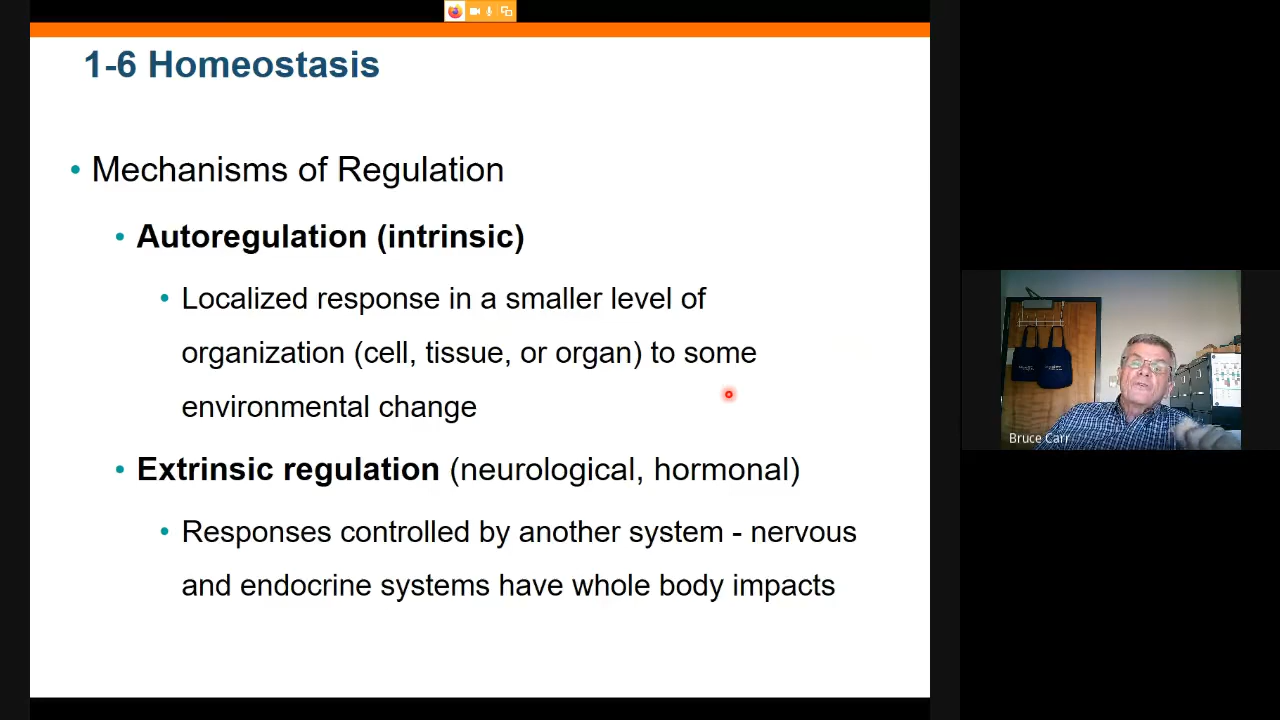 1-6 Homeostasis
• Mechanisms of Regulation
• Autoregulation (intrinsic)
• Localized response in a smaller level of
organization (cell, tissue, or organ) to some
environmental change
• Extrinsic regulation (neurological, hormonal)
• Responses controlled by another system - nervous
and endocrine systems have whole body impacts
Bruce Carr